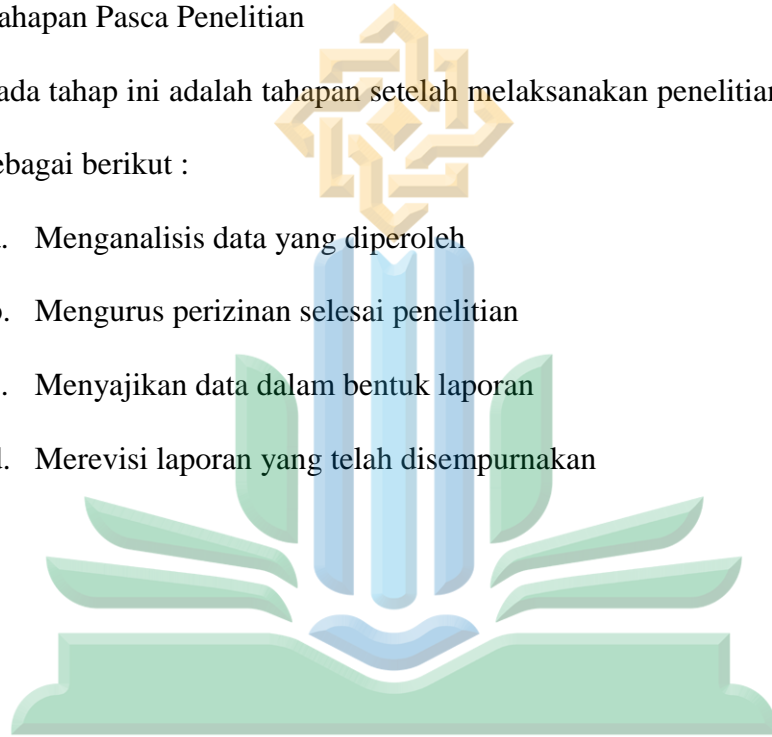 ahapan Pasca Penelitian
ada tahap ini adalah tahapan setelah melaksanakan penelitian
ebagai berikut :
. Menganalisis data yang diperoleh
. Mengurus perizinan selesai penelitian
. Menyajikan data dalam bentuk laporan
. Merevisi laporan yang telah disempurnakan